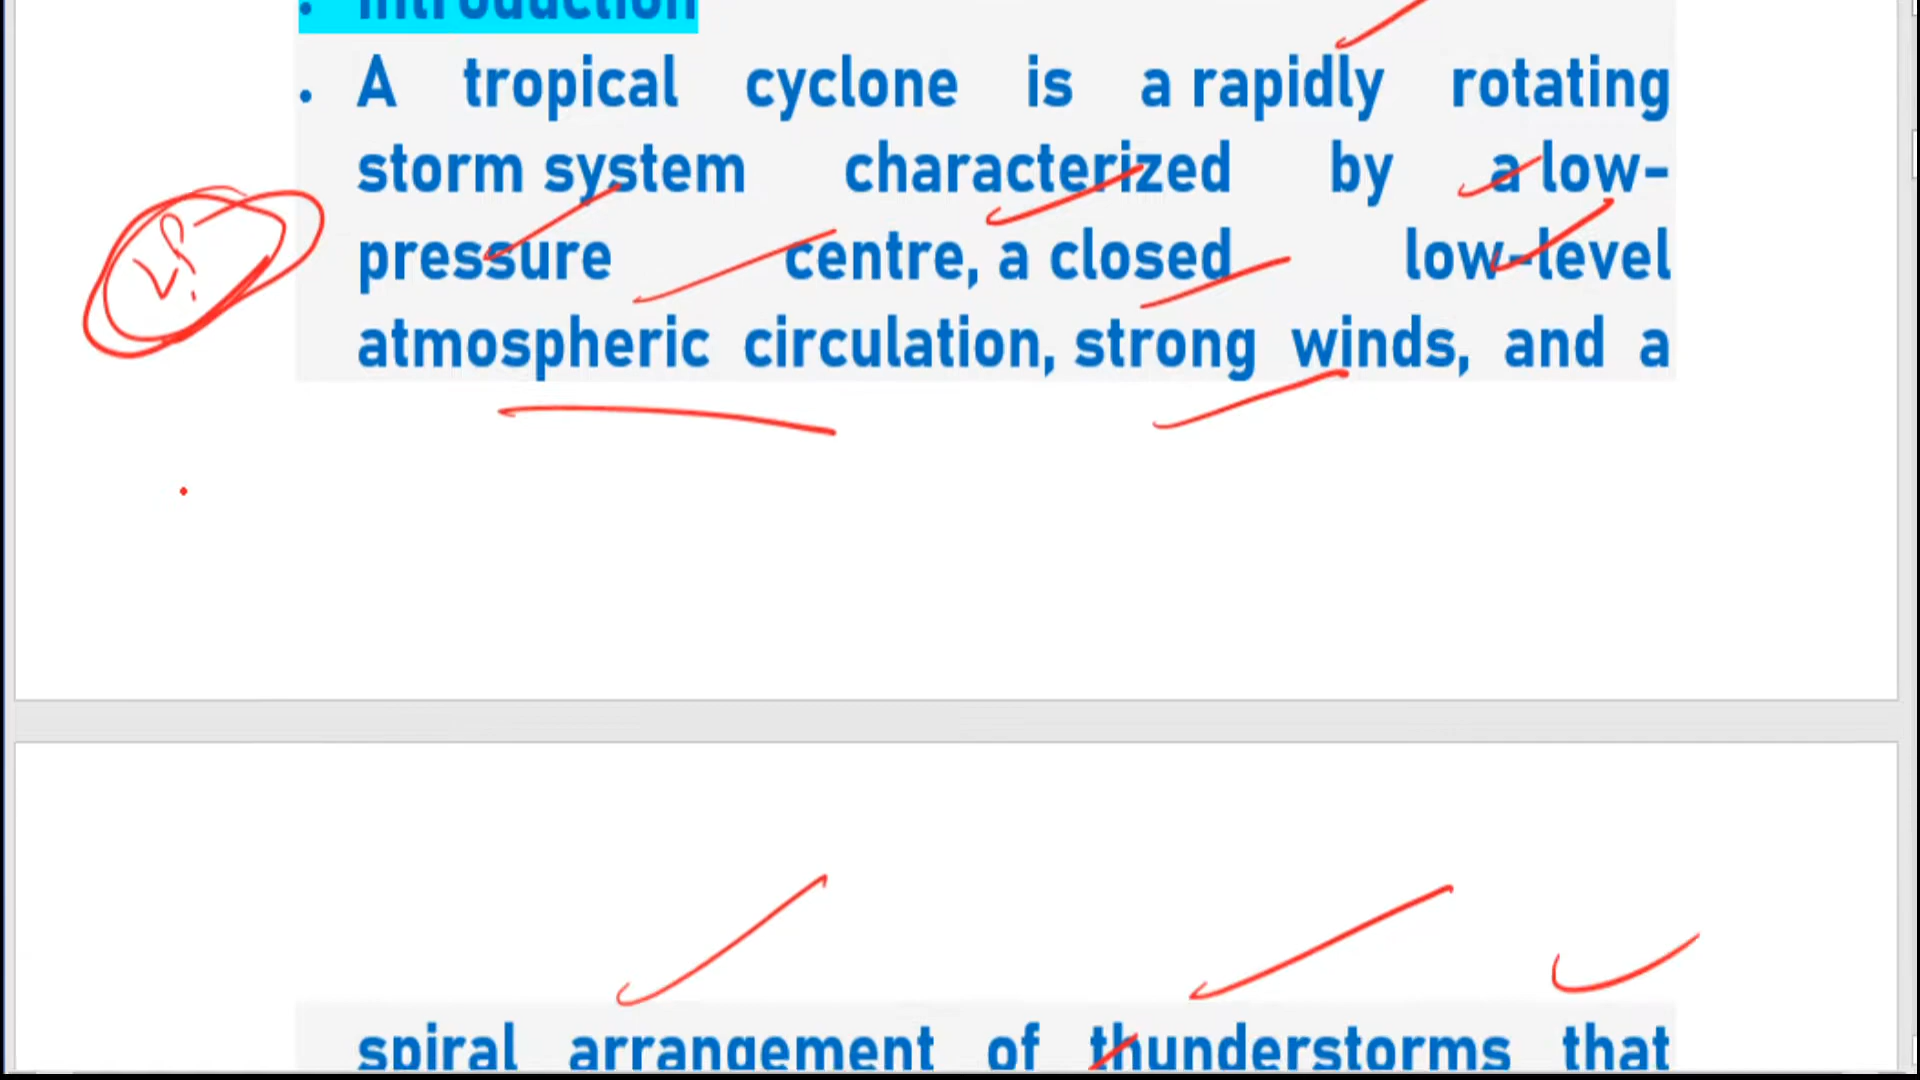 • Introduction
• A tropical cyclone is a rapidly rotating
storm system characterized by a low-
pressure centre, a closed low-level
atmospheric circulation, strong winds, and a
spiral arrangement of thunderstorms that